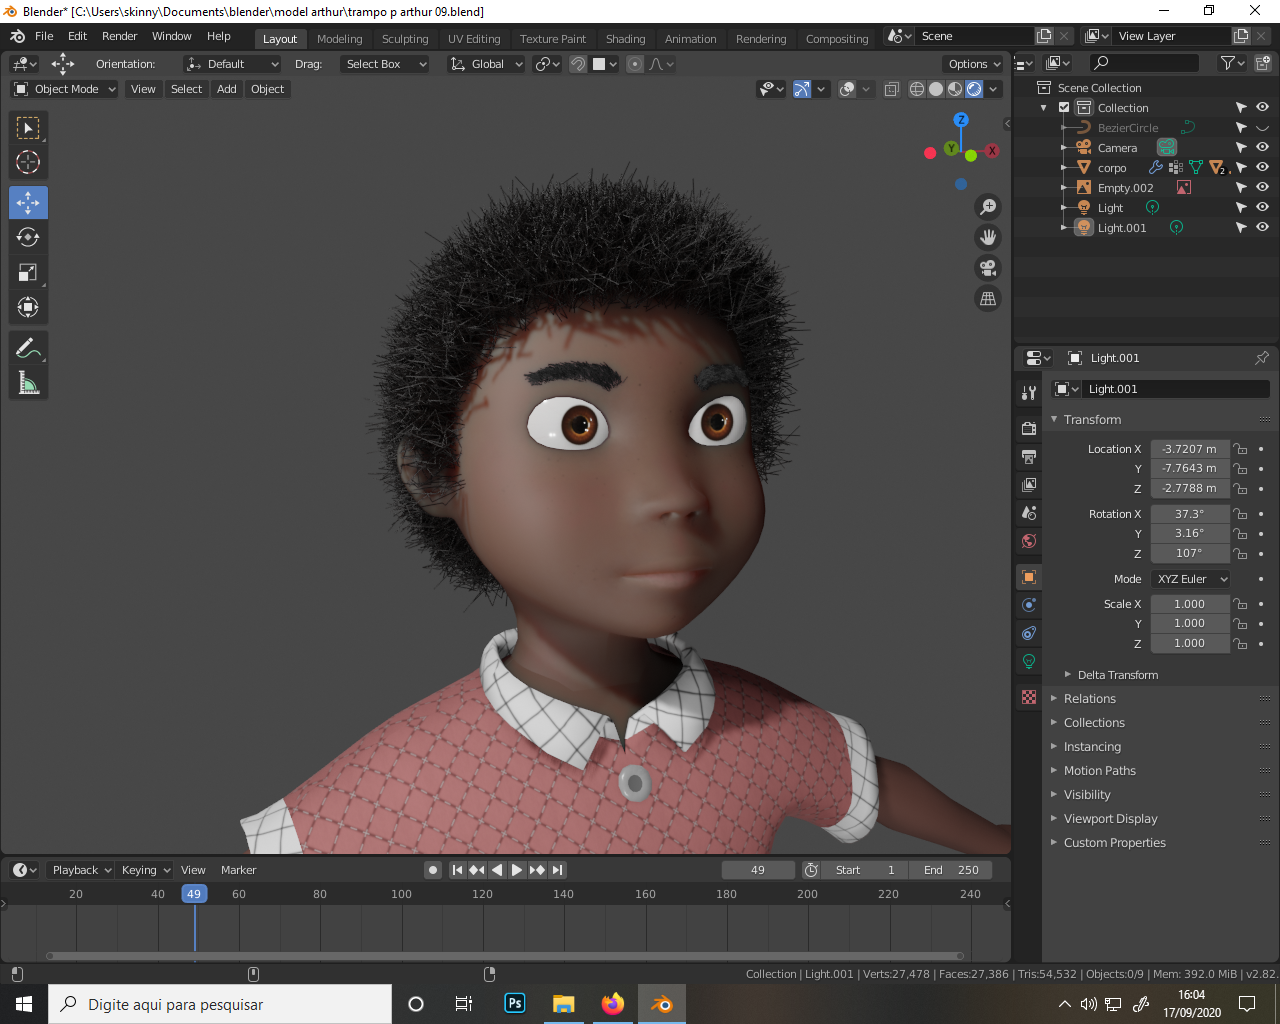 Blender* [C:\Users\skinny\Documents\blender\model arthur\trampo p arthur 09.blend]
File Edit Render Window Help Layout Modeling Sculpting UV Editing Texture Paint Shading Animation Rendering Compositing Scene View Layer
Orientation: Default Drag: Select Box Global Options
Object Mode View Select Add Object
Z
Y
X
Scene Collection
Collection
BezierCircle
Camera
corpo 2
Empty.002
Light
Light.001
Light.001
Light.001
Transform
Location X -3.7207 m
Y -7.7643 m
Z -2.7788 m
Rotation X 37.3°
Y 3.16°
Z 107°
Mode XYZ Euler
Scale X 1.000
Y 1.000
Z 1.000
Delta Transform
Relations
Collections
Instancing
Motion Paths
Visibility
Viewport Display
Custom Properties
Playback Keying View Marker 49 Start 1 End 250
20 40 49 60 80 100 120 140 160 180 200 220 240
Collection | Light.001 | Verts:27,478 | Faces:27,386 | Tris:54,532 | Objects:0/9 | Mem: 392.0 MiB | v2.82.
Digite aqui para pesquisar
Ps
16:04
17/09/2020